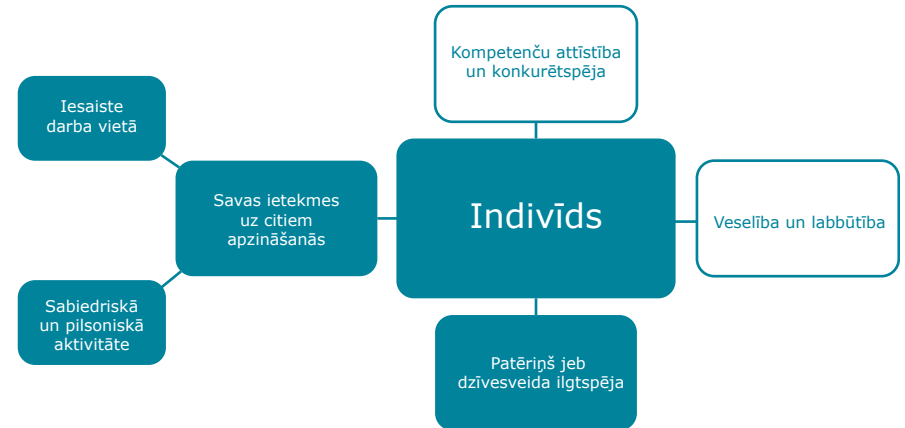 Kompetenču attīstība
un konkurētspēja
Iesaiste
darba vietā
Savas ietekmes
uz citiem
apzināšanās
Indivīds
Veselība un labbūtība
Sabiedriskā
un pilsoniskā
aktivitāte
Patēriņš jeb
dzīvesveida ilgtspēja